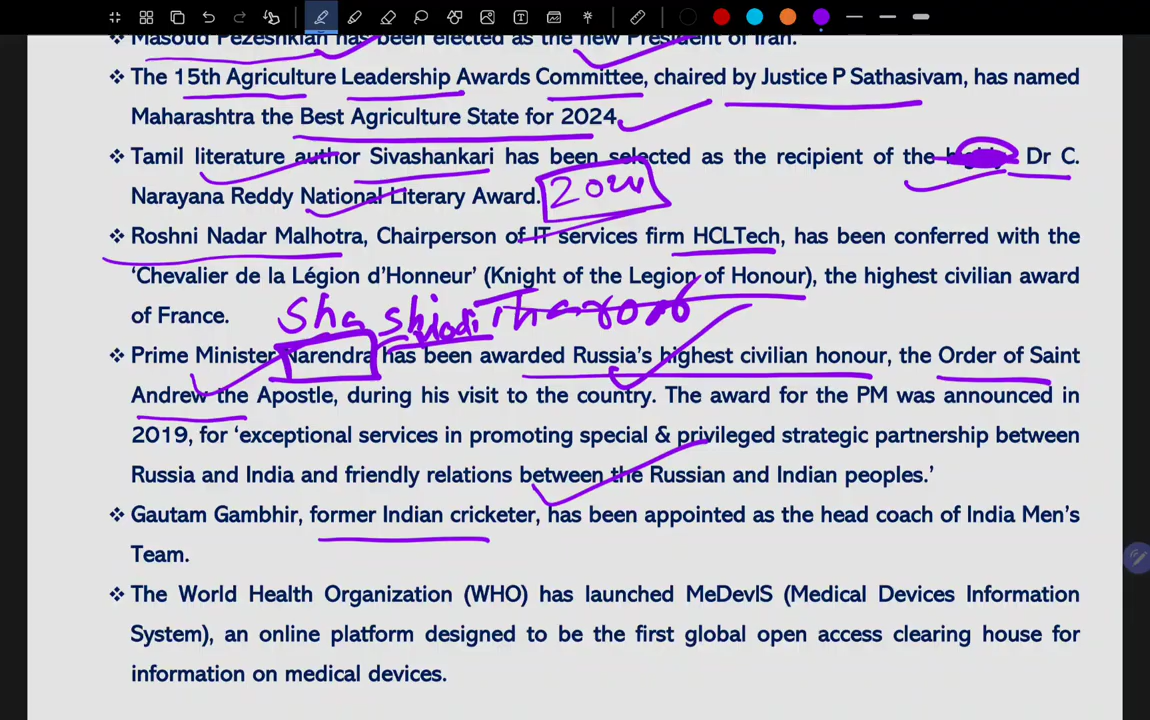 ❖ Masoud Pezeshkian has been elected as the new President of Iran.
❖ The 15th Agriculture Leadership Awards Committee, chaired by Justice P Sathasivam, has named
Maharashtra the Best Agriculture State for 2024.
❖ Tamil literature author Sivashankari has been selected as the recipient of the Dr C.
Narayana Reddy National Literary Award. 2024
❖ Roshni Nadar Malhotra, Chairperson of IT services firm HCLTech, has been conferred with the
‘Chevalier de la Légion d’Honneur’ (Knight of the Legion of Honour), the highest civilian award
of France. Shashi Tharoor
❖ Prime Minister Narendra has been awarded Russia’s highest civilian honour, the Order of Saint
Andrew the Apostle, during his visit to the country. The award for the PM was announced in
2019, for ‘exceptional services in promoting special & privileged strategic partnership between
Russia and India and friendly relations between the Russian and Indian peoples.’
❖ Gautam Gambhir, former Indian cricketer, has been appointed as the head coach of India Men’s
Team.
❖ The World Health Organization (WHO) has launched MeDevIS (Medical Devices Information
System), an online platform designed to be the first global open access clearing house for
information on medical devices.